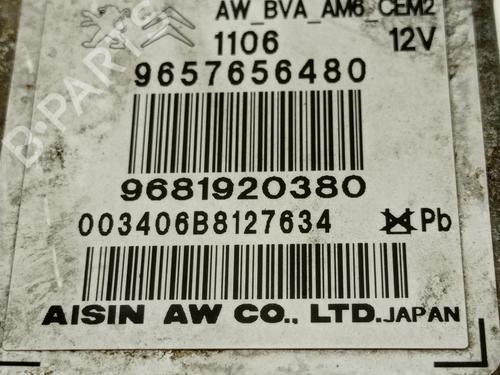 AW_BVA_AM6_CEM2
1106 12V
9657656480
9681920380
003406B8127634 Pb
AISIN AW CO., LTD. JAPAN
B-PARTS